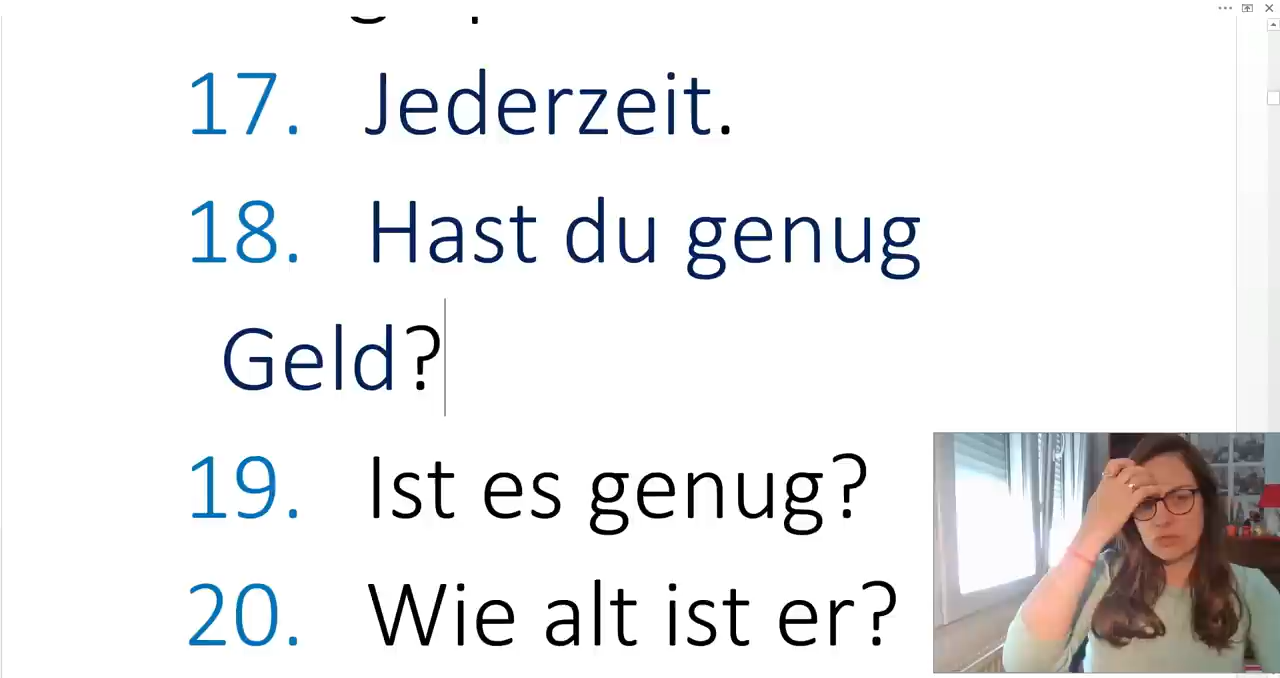 17. Jederzeit.
18. Hast du genug
Geld?
19. Ist es genug?
20. Wie alt ist er?